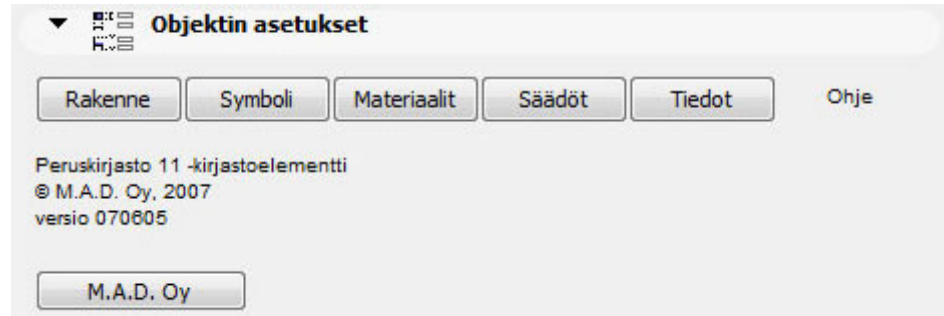 Objektin asetukset
Rakenne Symboli Materiaalit Säädöt Tiedot Ohje
Peruskirjasto 11 -kirjastoelementti
© M.A.D. Oy, 2007
versio 070605
M.A.D. Oy